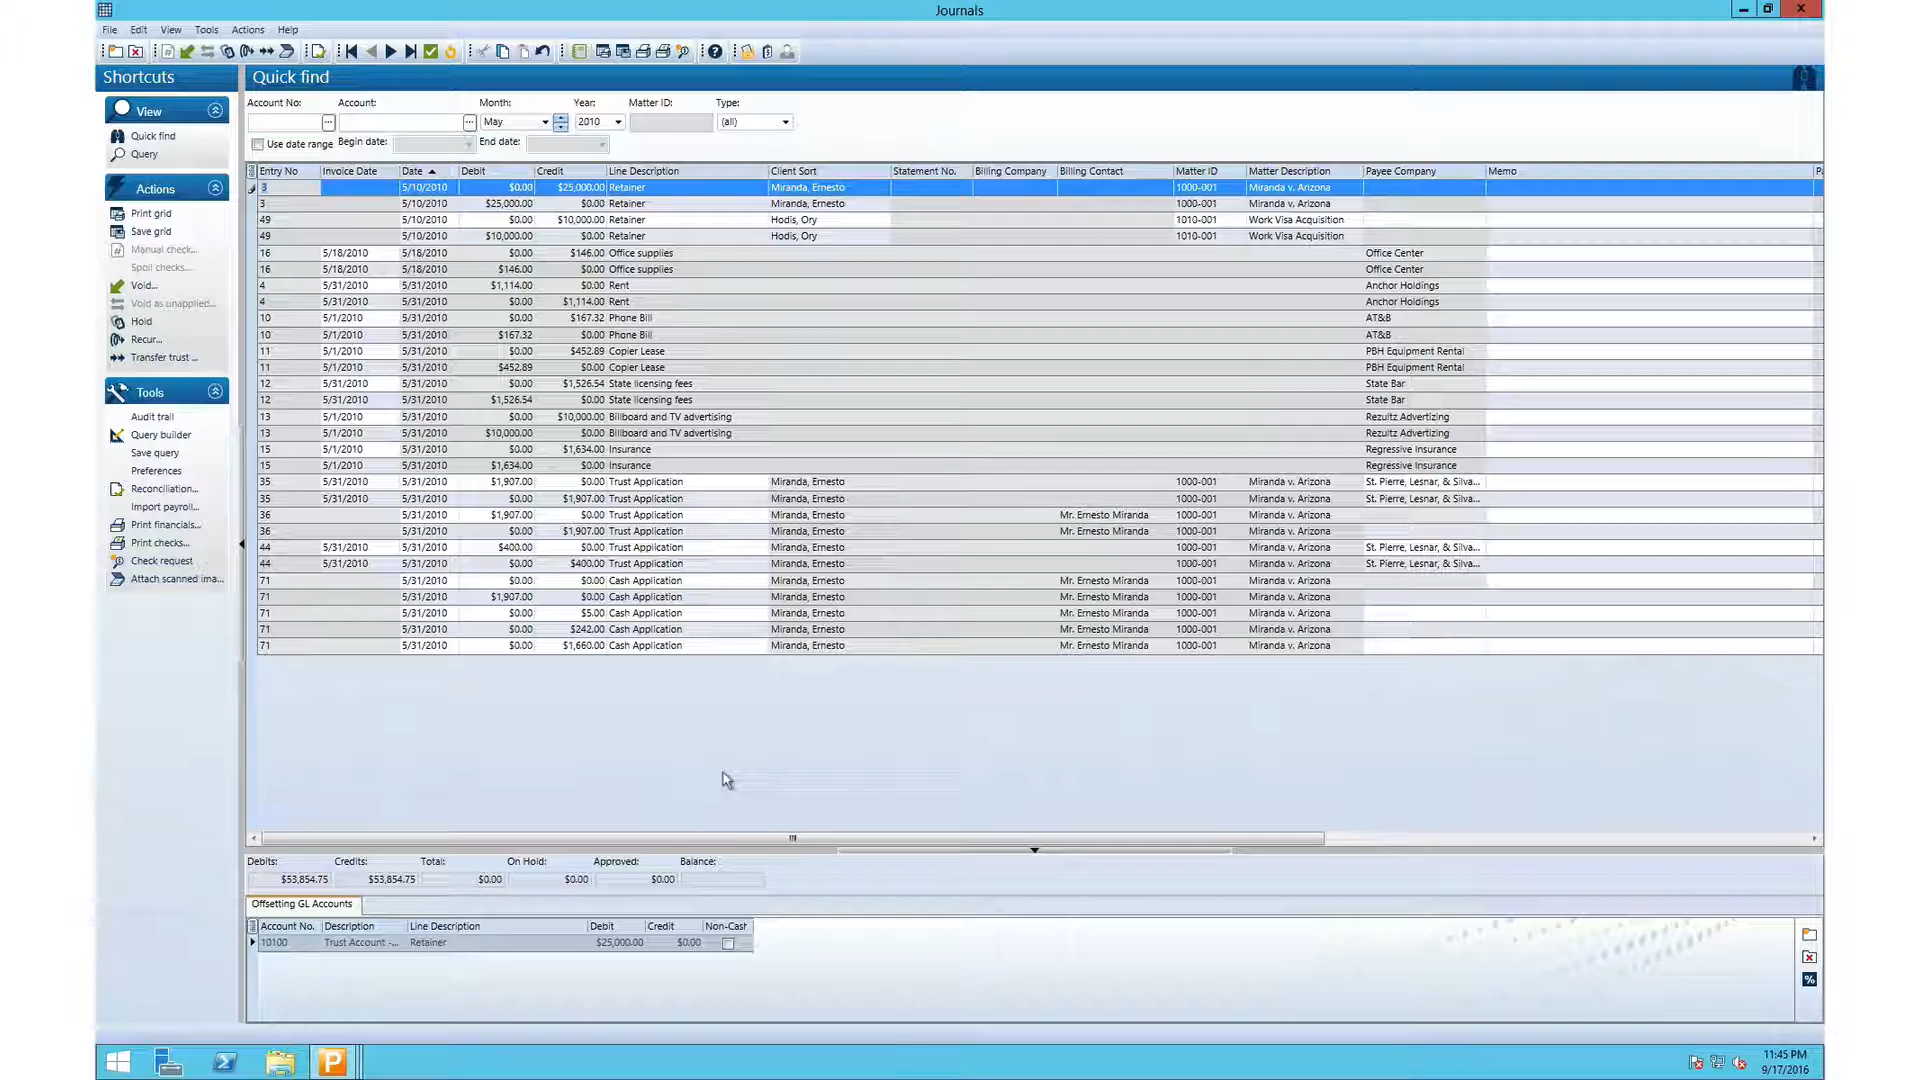 Journals
File Edit View Tools Actions Help
Shortcuts
Quick find
View
Quick find
Query
Actions
Print grid
Save grid
Manual check...
Spoil checks...
Void...
Void as unapplied...
Hold
Recur...
Transfer trust ...
Tools
Audit trail
Query builder
Save query
Preferences
Reconciliation...
Import payroll...
Print financials...
Print checks...
Check request
Attach scanned ima...
Account No: Account: Month: Year: Matter ID: Type:
May 2010 (all)
Use date range Begin date: End date:
Entry No Invoice Date Date Debit Credit Line Description Client Sort Statement No. Billing Company Billing Contact Matter ID Matter Description Payee Company Memo
3 5/10/2010 $0.00 $25,000.00 Retainer Miranda, Ernesto 1000-001 Miranda v. Arizona
3 5/10/2010 $25,000.00 $0.00 Retainer Miranda, Ernesto 1000-001 Miranda v. Arizona
49 5/10/2010 $0.00 $10,000.00 Retainer Hodis, Ory 1010-001 Work Visa Acquisition
49 5/10/2010 $10,000.00 $0.00 Retainer Hodis, Ory 1010-001 Work Visa Acquisition
16 5/18/2010 5/18/2010 $0.00 $146.00 Office supplies Office Center
16 5/18/2010 5/18/2010 $146.00 $0.00 Office supplies Office Center
4 5/31/2010 5/31/2010 $1,114.00 $0.00 Rent Anchor Holdings
4 5/31/2010 5/31/2010 $0.00 $1,114.00 Rent Anchor Holdings
10 5/1/2010 5/31/2010 $0.00 $167.32 Phone Bill AT&B
10 5/1/2010 5/31/2010 $167.32 $0.00 Phone Bill AT&B
11 5/1/2010 5/31/2010 $0.00 $452.89 Copier Lease PBH Equipment Rental
11 5/1/2010 5/31/2010 $452.89 $0.00 Copier Lease PBH Equipment Rental
12 5/31/2010 5/31/2010 $0.00 $1,526.54 State licensing fees State Bar
12 5/31/2010 5/31/2010 $1,526.54 $0.00 State licensing fees State Bar
13 5/1/2010 5/31/2010 $0.00 $10,000.00 Billboard and TV advertising Rezultz Advertizing
13 5/1/2010 5/31/2010 $10,000.00 $0.00 Billboard and TV advertising Rezultz Advertizing
15 5/1/2010 5/31/2010 $0.00 $1,634.00 Insurance Regressive Insurance
15 5/1/2010 5/31/2010 $1,634.00 $0.00 Insurance Regressive Insurance
35 5/31/2010 5/31/2010 $1,907.00 $0.00 Trust Application Miranda, Ernesto 1000-001 Miranda v. Arizona St. Pierre, Lesnar, & Silva...
35 5/31/2010 5/31/2010 $0.00 $1,907.00 Trust Application Miranda, Ernesto 1000-001 Miranda v. Arizona St. Pierre, Lesnar, & Silva...
36 5/31/2010 $1,907.00 $0.00 Trust Application Miranda, Ernesto Mr. Ernesto Miranda 1000-001 Miranda v. Arizona
36 5/31/2010 $0.00 $1,907.00 Trust Application Miranda, Ernesto Mr. Ernesto Miranda 1000-001 Miranda v. Arizona
44 5/31/2010 5/31/2010 $400.00 $0.00 Trust Application Miranda, Ernesto 1000-001 Miranda v. Arizona St. Pierre, Lesnar, & Silva...
44 5/31/2010 5/31/2010 $0.00 $400.00 Trust Application Miranda, Ernesto 1000-001 Miranda v. Arizona St. Pierre, Lesnar, & Silva...
71 5/31/2010 $0.00 $0.00 Cash Application Miranda, Ernesto Mr. Ernesto Miranda 1000-001 Miranda v. Arizona
71 5/31/2010 $1,907.00 $0.00 Cash Application Miranda, Ernesto Mr. Ernesto Miranda 1000-001 Miranda v. Arizona
71 5/31/2010 $0.00 $5.00 Cash Application Miranda, Ernesto Mr. Ernesto Miranda 1000-001 Miranda v. Arizona
71 5/31/2010 $0.00 $242.00 Cash Application Miranda, Ernesto Mr. Ernesto Miranda 1000-001 Miranda v. Arizona
71 5/31/2010 $0.00 $1,660.00 Cash Application Miranda, Ernesto Mr. Ernesto Miranda 1000-001 Miranda v. Arizona
Debits: Credits: Total: On Hold: Approved: Balance:
$53,854.75 $53,854.75 $0.00 $0.00 $0.00
Offsetting GL Accounts
Account No. Description Line Description Debit Credit Non-Cash
10100 Trust Account -... Retainer $25,000.00 $0.00
%
P
11:45 PM
9/17/2016